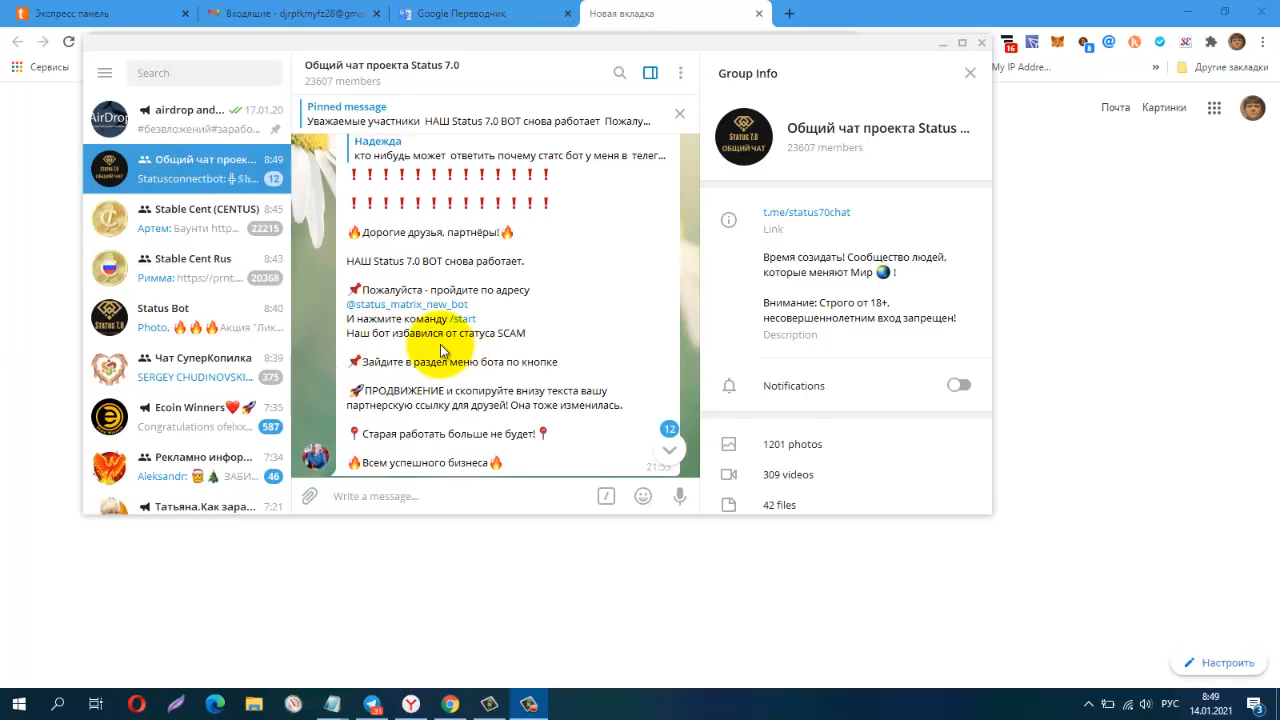 Экспресс панель
Входящие - djrpfkmyfz28@gma
Google Переводчик
Новая вкладка
Сервисы
My IP Addre...
»
Другие закладки
16
8
Почта
Картинки
Search
airdrop and...
17.01.20
#безвложений#зарабо...
AirDrop
Общий чат проек...
8:49
Statusconnectbot:
12
Stable Cent (CENTUS)
8:45
Артем: Баунти http...
22215
Stable Cent Rus
8:43
Римма: https://prnt...
20368
Status Bot
8:40
Photo, 🔥🔥🔥Акция "Лик...
Чат СуперКопилка
8:39
SERGEY CHUDINOVSKI...
375
Ecoin Winners❤️🚀
7:35
Congratulations ofelxx...
587
Рекламно инфор...
7:34
Aleksandr: 🎅🎄 ЗАБИ...
46
Татьяна.Как зара...
7:21
Общий чат проекта Status 7.0
23607 members
Pinned message
Уважаемые участники НАШ Status 7.0 BOT снова работает Пожалу...
Надежда
кто нибудь может ответить почему статс бот у меня в телег...
❗❗❗❗❗❗❗❗❗❗❗❗❗
❗❗❗❗❗❗❗❗❗❗❗❗❗
🔥Дорогие друзья, партнёры!🔥
НАШ Status 7.0 BOT снова работает.
📌Пожалуйста - пройдите по адресу
@status_matrix_new_bot
И нажмите команду /start
Наш бот избавился от статуса SCAM
📌Зайдите в раздел меню бота по кнопке
🚀ПРОДВИЖЕНИЕ и скопируйте внизу текста вашу
партнерскую ссылку для друзей! Она тоже изменилась.
📍Старая работать больше не будет!📍
🔥Всем успешного бизнеса🔥
12
21:53
Write a message...
Group Info
STATUS 7.0
ОБЩИЙ ЧАТ
Общий чат проекта Status ...
23607 members
t.me/status70chat
Link
Время созидать! Сообщество людей,
которые меняют Мир 🌏 !
Внимание: Строго от 18+,
несовершеннолетним вход запрещен!
Description
Notifications
1201 photos
309 videos
42 files
Настроить
РУС
8:49
14.01.2021
3